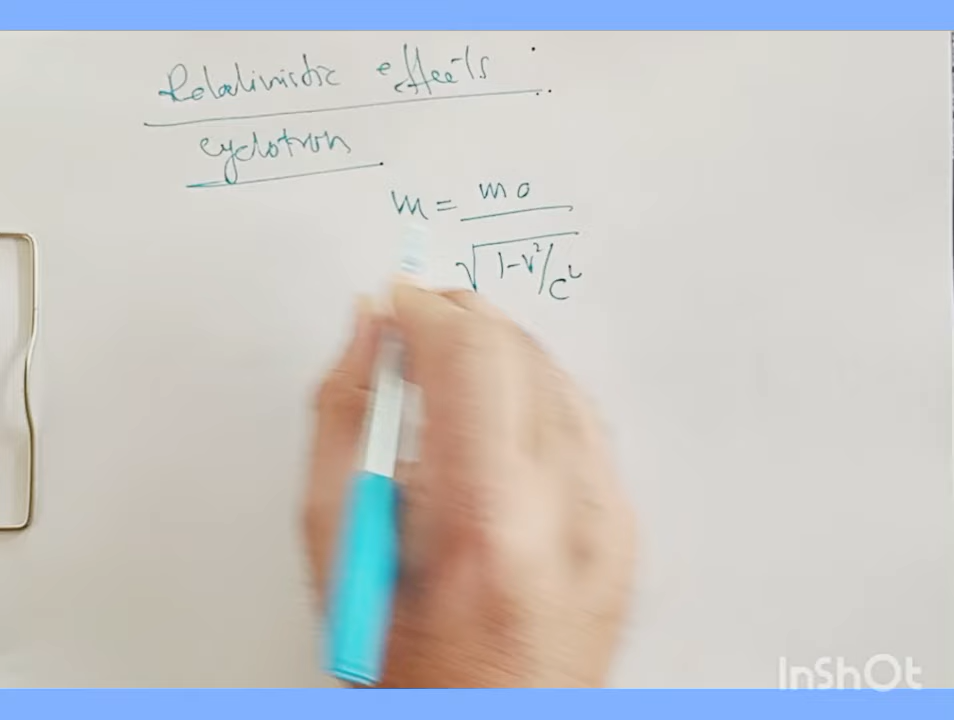 Relativistic effects :
cyclotron
m = mo
√1-v²/c²
InShOt